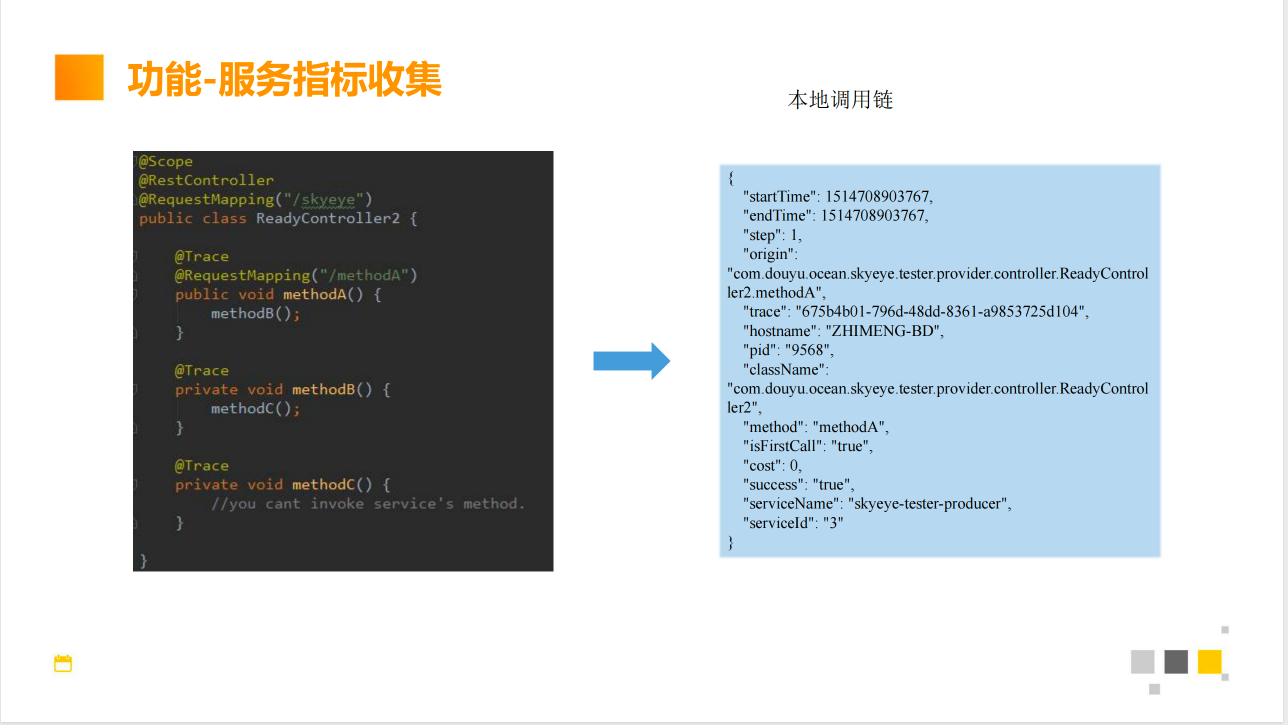 功能-服务指标收集
本地调用链
@Scope
@RestController
@RequestMapping("/skyeye")
public class ReadyController2 {
@Trace
@RequestMapping("/methodA")
public void methodA() {
methodB();
}
@Trace
private void methodB() {
methodC();
}
@Trace
private void methodC() {
//you cant invoke service's method.
}
}
{
"startTime": 1514708903767,
"endTime": 1514708903767,
"step": 1,
"origin":
"com.douyu.ocean.skyeye.tester.provider.controller.ReadyControl
ler2.methodA",
"trace": "675b4b01-796d-48dd-8361-a9853725d104",
"hostname": "ZHIMENG-BD",
"pid": "9568",
"className":
"com.douyu.ocean.skyeye.tester.provider.controller.ReadyControl
ler2",
"method": "methodA",
"isFirstCall": "true",
"cost": 0,
"success": "true",
"serviceName": "skyeye-tester-producer",
"serviceId": "3"
}